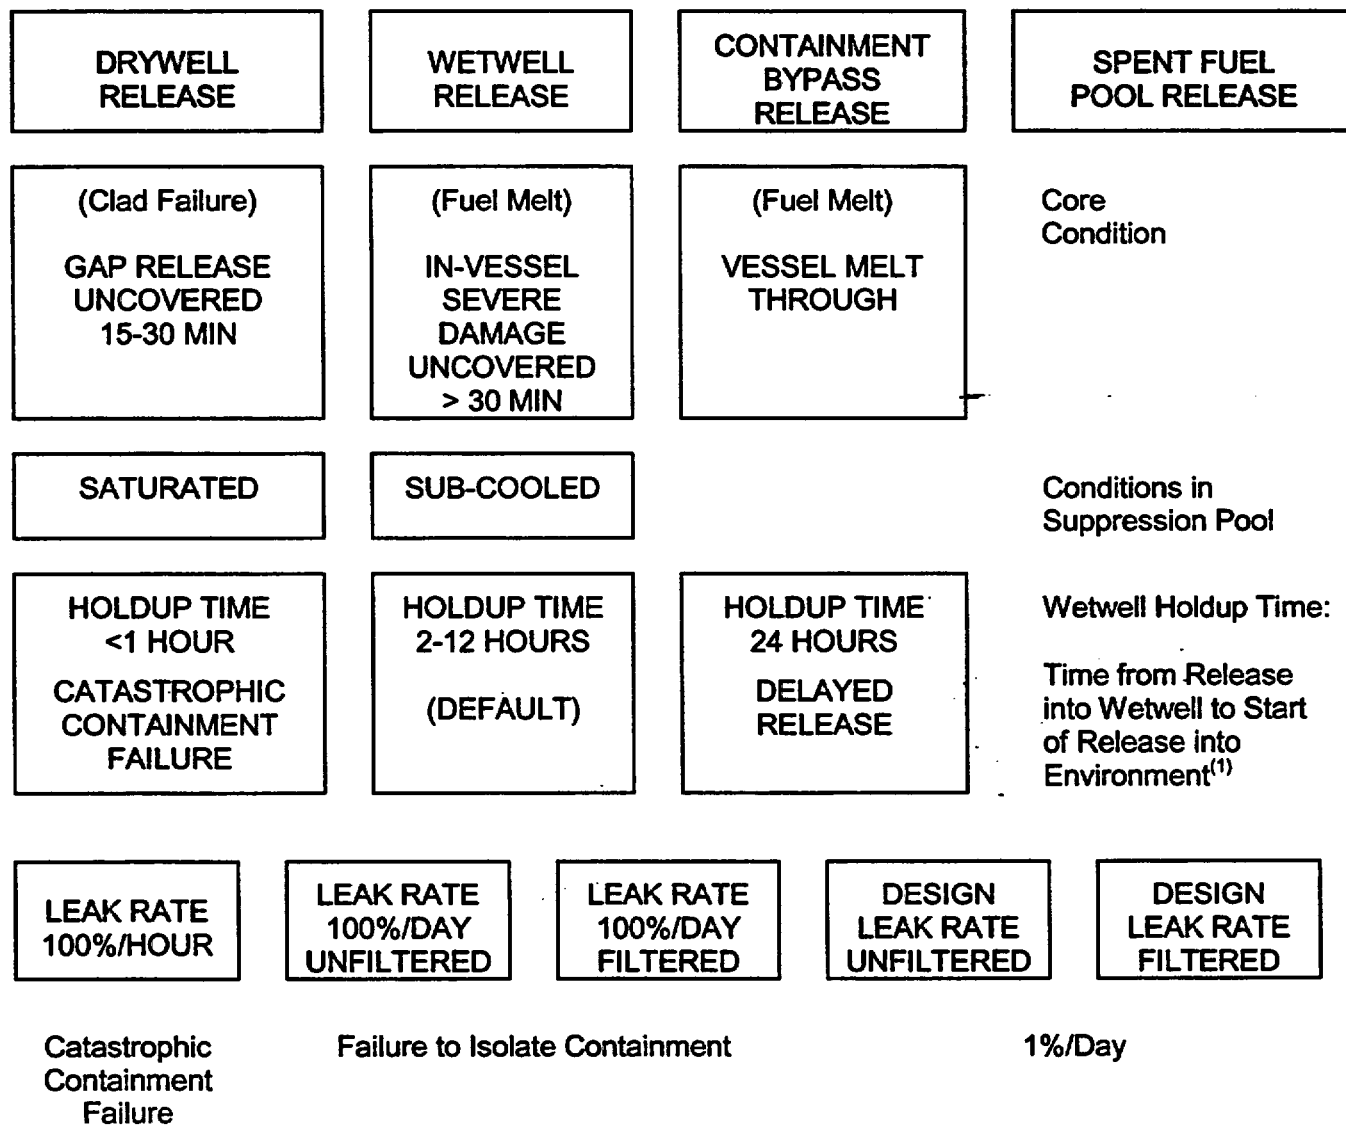 DRYWELL
RELEASE
WETWELL
RELEASE
CONTAINMENT
BYPASS
RELEASE
SPENT FUEL
POOL RELEASE
(Clad Failure)
GAP RELEASE
UNCOVERED
15-30 MIN
(Fuel Melt)
IN-VESSEL
SEVERE
DAMAGE
UNCOVERED
> 30 MIN
(Fuel Melt)
VESSEL MELT
THROUGH
Core
Condition
SATURATED
SUB-COOLED
Conditions in
Suppression Pool
HOLDUP TIME
<1 HOUR
CATASTROPHIC
CONTAINMENT
FAILURE
HOLDUP TIME
2-12 HOURS
(DEFAULT)
HOLDUP TIME
24 HOURS
DELAYED
RELEASE
Wetwell Holdup Time:
Time from Release
into Wetwell to Start
of Release into
Environment(1)
LEAK RATE
100%/HOUR
LEAK RATE
100%/DAY
UNFILTERED
LEAK RATE
100%/DAY
FILTERED
DESIGN
LEAK RATE
UNFILTERED
DESIGN
LEAK RATE
FILTERED
Catastrophic
Containment
Failure
Failure to Isolate Containment
1%/Day